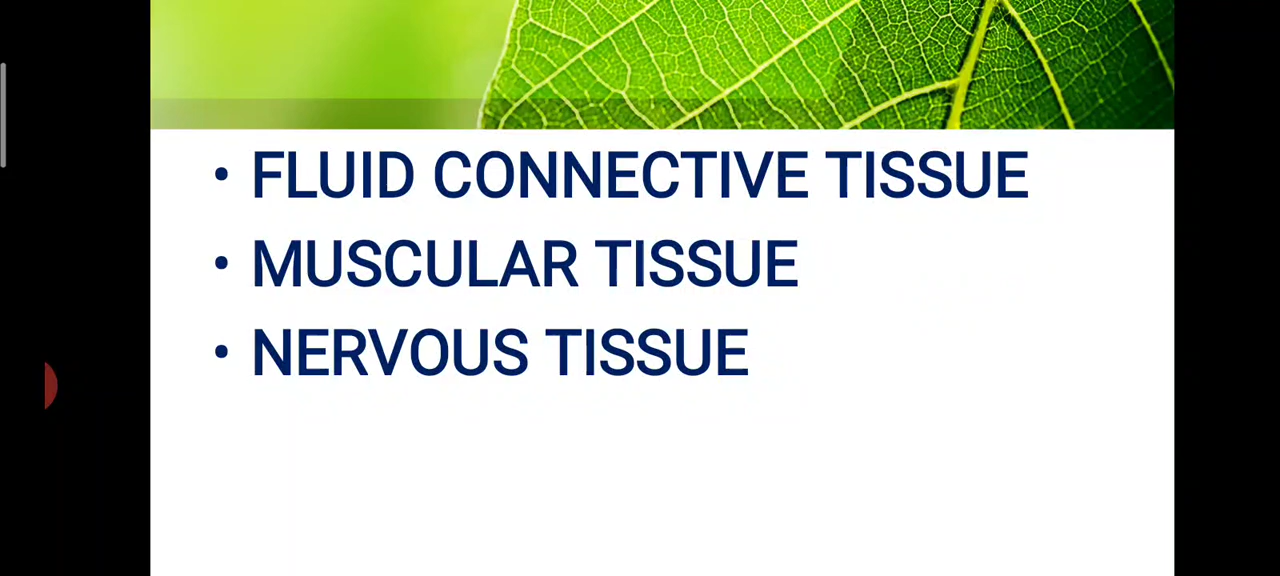 • FLUID CONNECTIVE TISSUE
• MUSCULAR TISSUE
• NERVOUS TISSUE